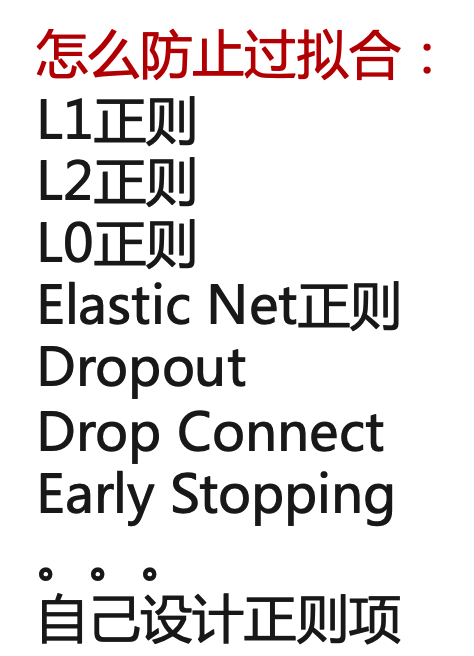 怎么防止过拟合：
L1正则
L2正则
L0正则
Elastic Net正则
Dropout
Drop Connect
Early Stopping
。。。
自己设计正则项